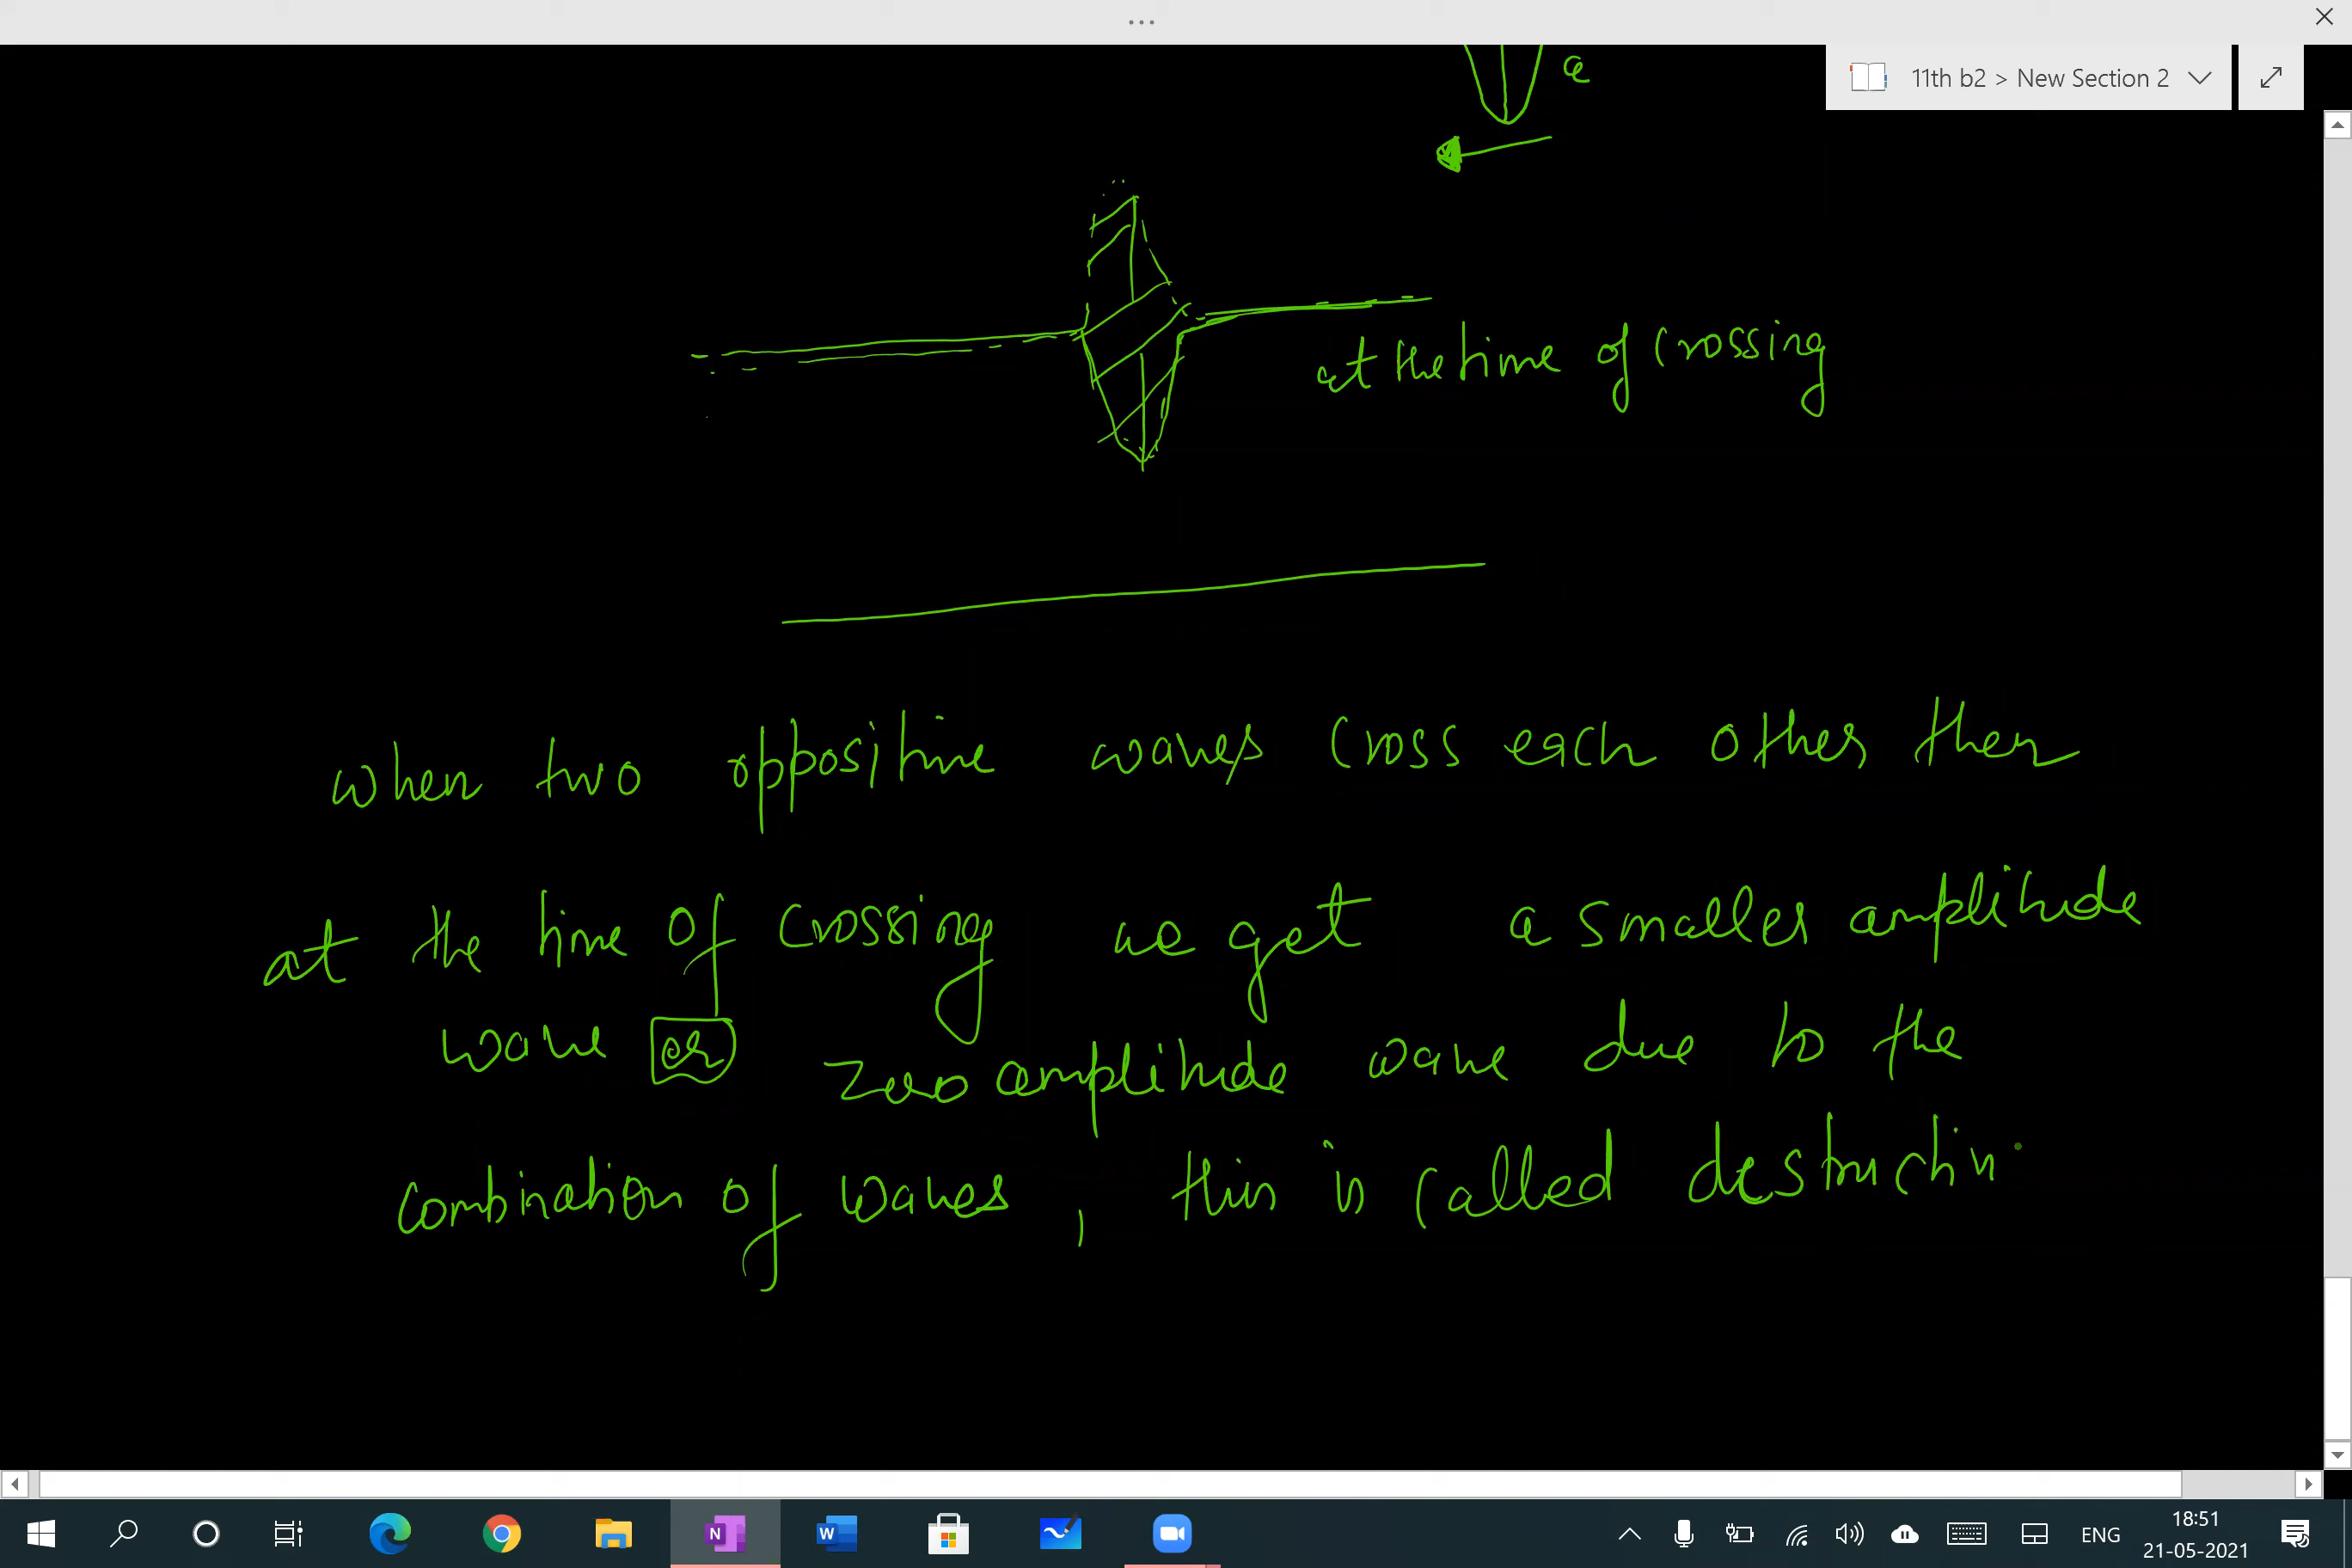 11th b2 > New Section 2
a
at the time of crossing
when two oppositive waves cross each other then
at the time of crossing we get a smaller amplitude
wave or zero amplitude wave due to the
combination of waves, this is called destructiv
ENG
18:51
21-05-2021